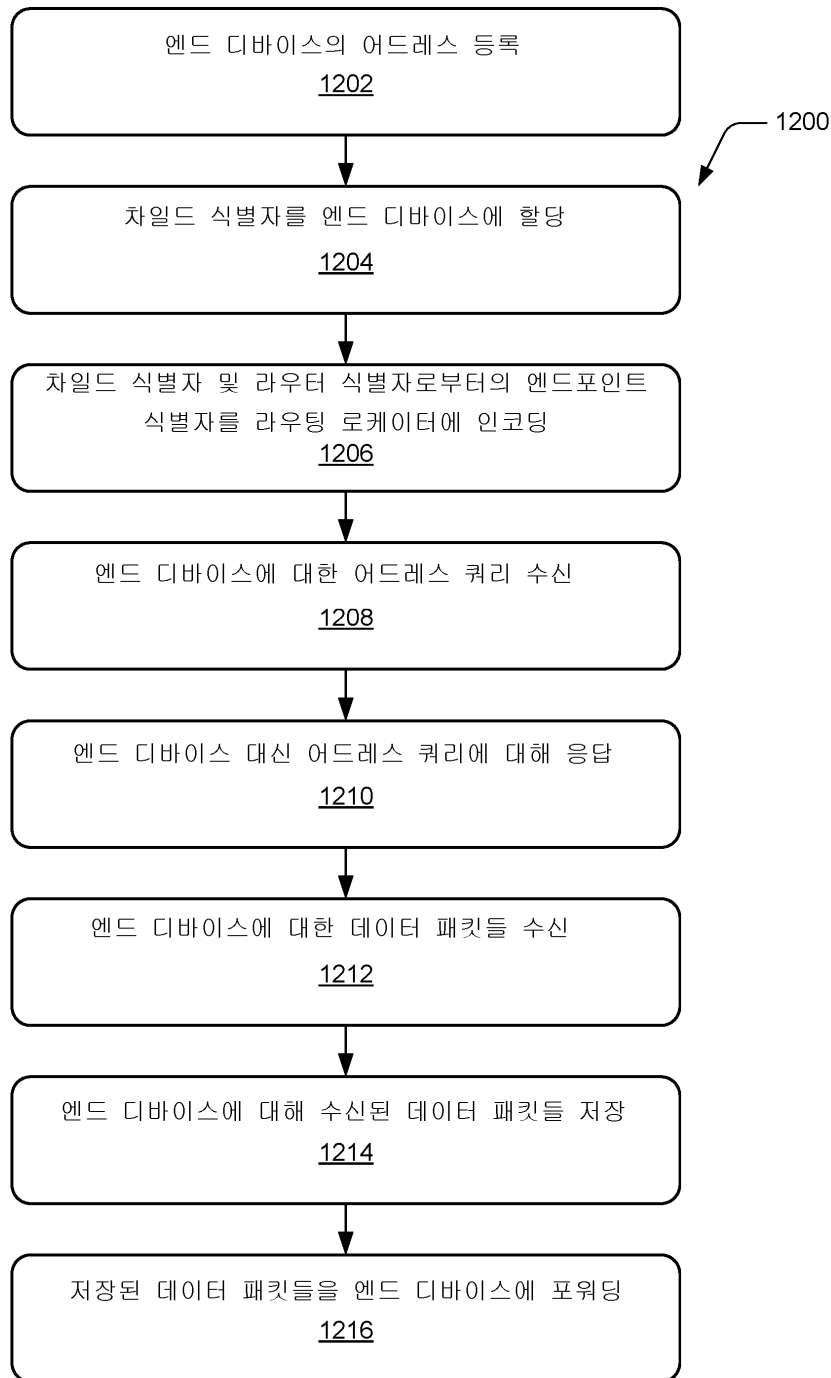 엔드 디바이스의 어드레스 등록
1202
1200
차일드 식별자를 엔드 디바이스에 할당
1204
차일드 식별자 및 라우터 식별자로부터의 엔드포인트
식별자를 라우팅 로케이터에 인코딩
1206
엔드 디바이스에 대한 어드레스 쿼리 수신
1208
엔드 디바이스 대신 어드레스 쿼리에 대해 응답
1210
엔드 디바이스에 대한 데이터 패킷들 수신
1212
엔드 디바이스에 대해 수신된 데이터 패킷들 저장
1214
저장된 데이터 패킷들을 엔드 디바이스에 포워딩
1216